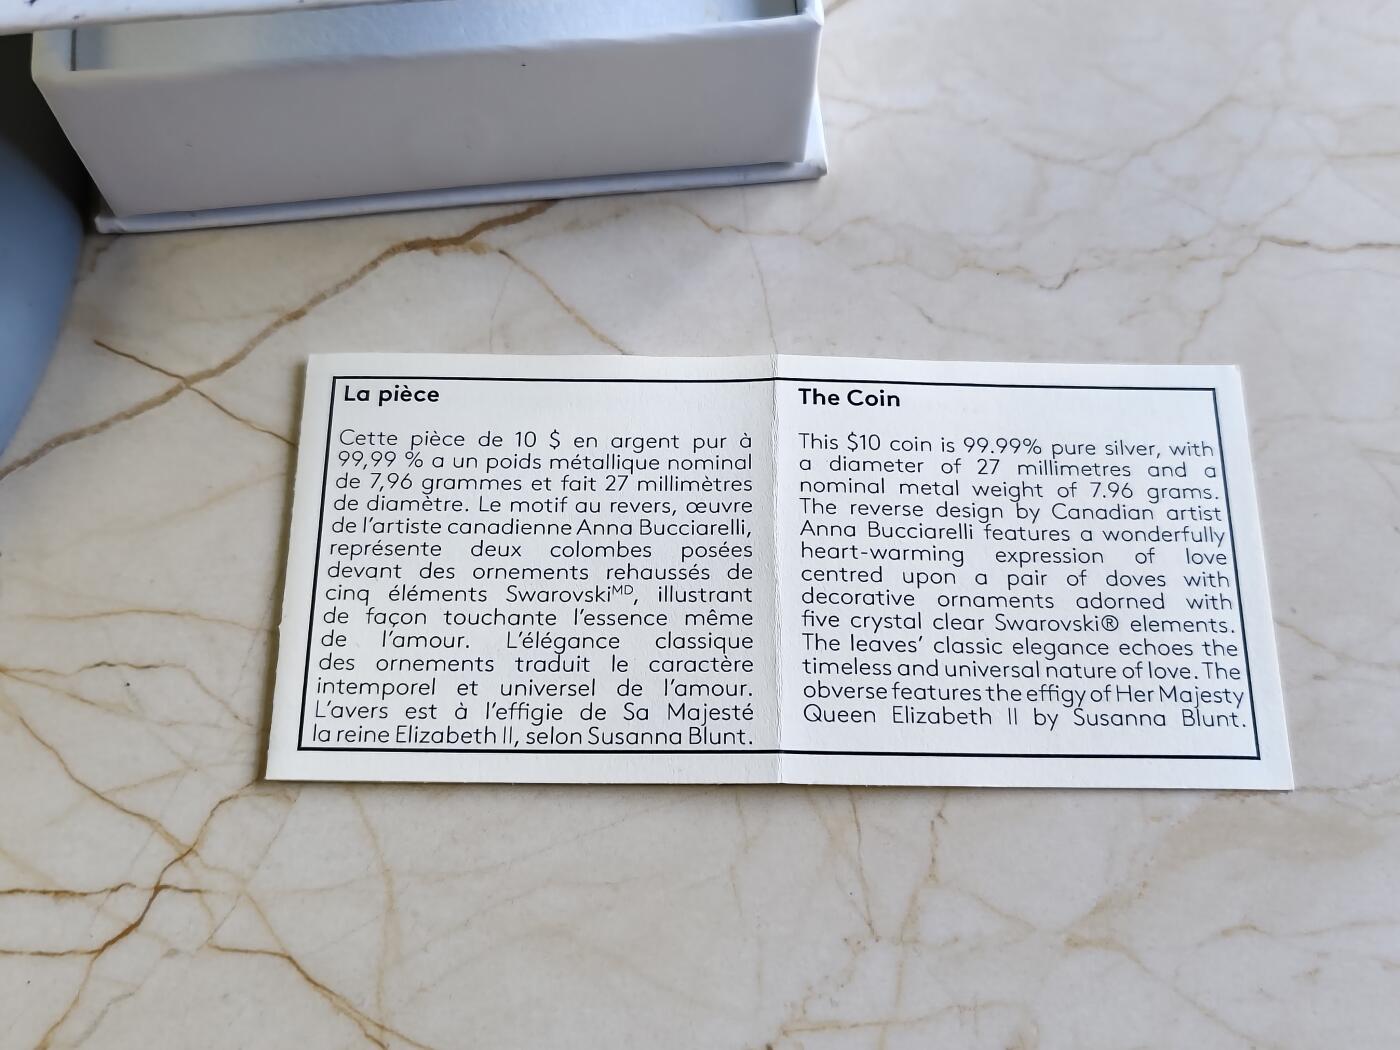 La pièce
Cette pièce de 10 $ en argent pur à
99,99 % a un poids métallique nominal
de 7,96 grammes et fait 27 millimètres
de diamètre. Le motif au revers, œuvre
de l'artiste canadienne Anna Bucciarelli,
représente deux colombes posées
devant des ornements rehaussés de
cinq éléments Swarovskiᴹᴰ, illustrant
de façon touchante l'essence même
de l'amour. L'élégance classique
des ornements traduit le caractère
intemporel et universel de l'amour.
L'avers est à l'effigie de Sa Majesté
la reine Elizabeth II, selon Susanna Blunt.
The Coin
This $10 coin is 99.99% pure silver, with
a diameter of 27 millimetres and a
nominal metal weight of 7.96 grams.
The reverse design by Canadian artist
Anna Bucciarelli features a wonderfully
heart-warming expression of love
centred upon a pair of doves with
decorative ornaments adorned with
five crystal clear Swarovski® elements.
The leaves' classic elegance echoes the
timeless and universal nature of love. The
obverse features the effigy of Her Majesty
Queen Elizabeth II by Susanna Blunt.